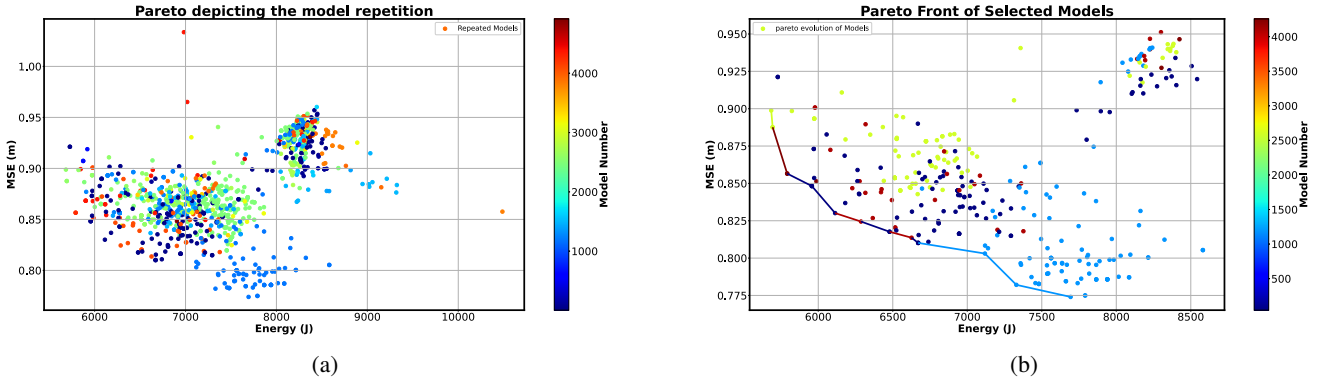 Pareto depicting the model repetition
Repeated Models
MSE (m)
1.00
0.95
0.90
0.85
0.80
6000 7000 8000 9000 10000
Energy (J)
4000
3000
2000
1000
Model Number
(a)
Pareto Front of Selected Models
pareto evolution of Models
MSE (m)
0.950
0.925
0.900
0.875
0.850
0.825
0.800
0.775
6000 6500 7000 7500 8000 8500
Energy (J)
4000
3500
3000
2500
2000
1500
1000
500
Model Number
(b)